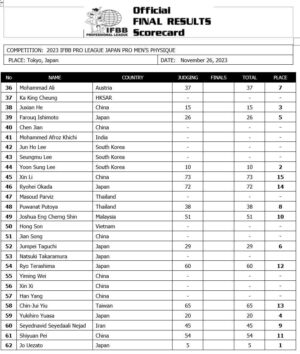 IFBB
PROFESSIONAL LEAGUE
Official
FINAL RESULTS
Scorecard
COMPETITION: 2023 IFBB PRO LEAGUE JAPAN PRO MEN'S PHYSIQUE
PLACE: Tokyo, Japan DATE: November 26, 2023
No NAME COUNTRY JUDGING FINALS TOTAL PLACE
36 Mohammad Ali Austria 37 37 7
37 Ka King Cheung HKSAR - - -
38 Juxian He China 15 15 3
39 Farouq Ishimoto Japan 26 26 5
40 Chen Jian China - - -
41 Mohammed Afroz Khichi India - - -
42 Jun Ho Lee South Korea - - -
43 Seungmu Lee South Korea - - -
44 Yoon Sung Lee South Korea 10 10 2
45 Xin Li China 73 73 15
46 Ryohei Okada Japan 72 72 14
47 Masoud Parviz Thailand - - -
48 Puwanat Putoya Thailand 38 38 8
49 Joshua Eng Cherng Shin Malaysia 51 51 10
50 Hong Son Vietnam - - -
51 Jian Song China - - -
52 Jumpei Taguchi Japan 29 29 6
53 Natsuki Takaramura Japan - - -
54 Ryo Terashima Japan 60 60 12
55 Yiming Wei China - - -
56 Xin Xi China - - -
57 Han Yang China - - -
58 Chin-Jui Yiu Taiwan 65 65 13
59 Yukihiro Yuasa Japan 20 20 4
60 Seyednavid Seyedaali Nejad Iran 45 45 9
61 Shiyuan Pei China 54 54 11
62 Jo Uezato Japan 5 5 1